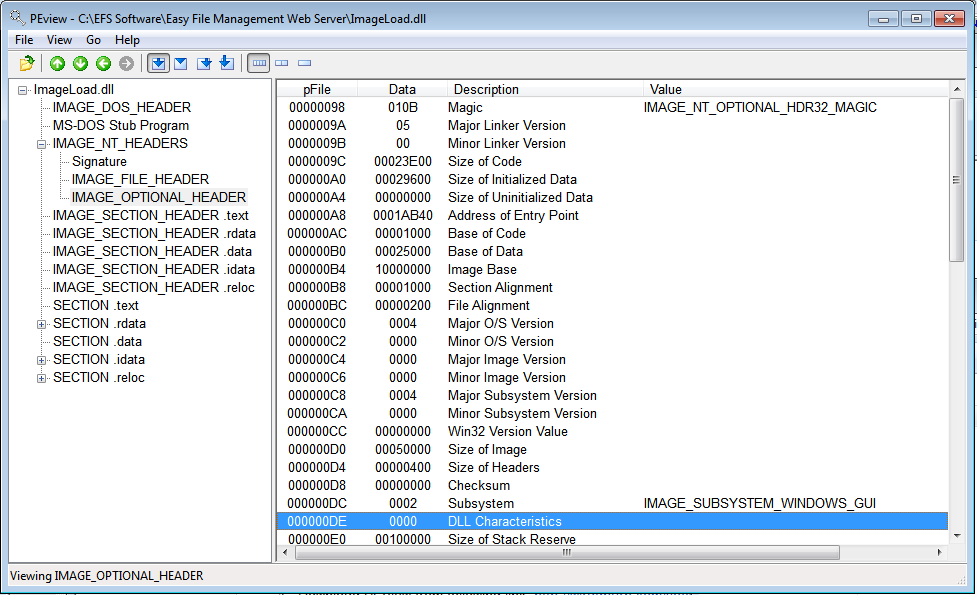 PEview - C:\EFS Software\Easy File Management Web Server\ImageLoad.dll
File View Go Help
ImageLoad.dll
IMAGE_DOS_HEADER
MS-DOS Stub Program
IMAGE_NT_HEADERS
Signature
IMAGE_FILE_HEADER
IMAGE_OPTIONAL_HEADER
IMAGE_SECTION_HEADER .text
IMAGE_SECTION_HEADER .rdata
IMAGE_SECTION_HEADER .data
IMAGE_SECTION_HEADER .idata
IMAGE_SECTION_HEADER .reloc
SECTION .text
SECTION .rdata
SECTION .data
SECTION .idata
SECTION .reloc
pFile Data Description Value
00000098 010B Magic IMAGE_NT_OPTIONAL_HDR32_MAGIC
0000009A 05 Major Linker Version
0000009B 00 Minor Linker Version
0000009C 00023E00 Size of Code
000000A0 00029600 Size of Initialized Data
000000A4 00000000 Size of Uninitialized Data
000000A8 0001AB40 Address of Entry Point
000000AC 00001000 Base of Code
000000B0 00025000 Base of Data
000000B4 10000000 Image Base
000000B8 00001000 Section Alignment
000000BC 00000200 File Alignment
000000C0 0004 Major O/S Version
000000C2 0000 Minor O/S Version
000000C4 0000 Major Image Version
000000C6 0000 Minor Image Version
000000C8 0004 Major Subsystem Version
000000CA 0000 Minor Subsystem Version
000000CC 00000000 Win32 Version Value
000000D0 00050000 Size of Image
000000D4 00000400 Size of Headers
000000D8 00000000 Checksum
000000DC 0002 Subsystem IMAGE_SUBSYSTEM_WINDOWS_GUI
000000DE 0000 DLL Characteristics
000000E0 00100000 Size of Stack Reserve
Viewing IMAGE_OPTIONAL_HEADER